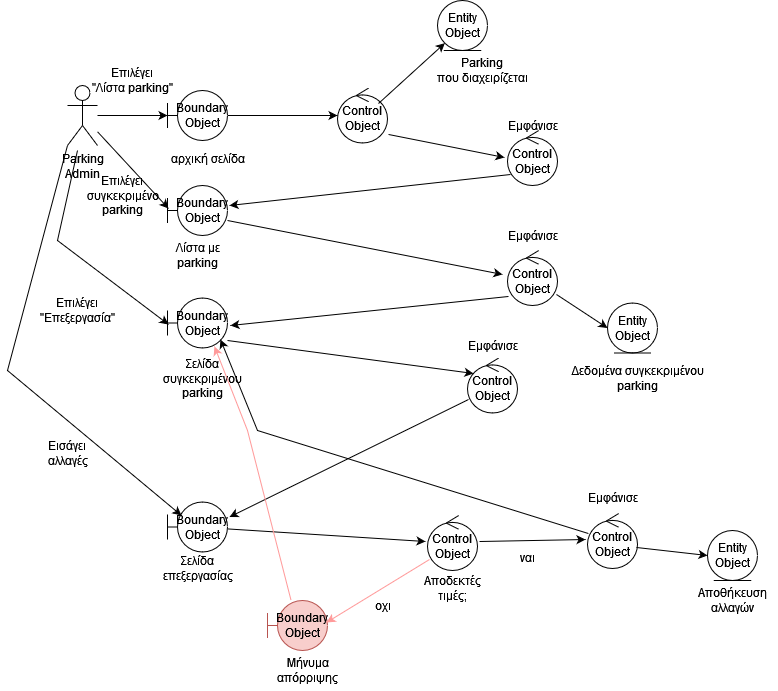 Entity
Object
Parking
που διαχειρίζεται
Επιλέγει
"Λίστα parking"
Boundary
Object
αρχική σελίδα
Control
Object
Εμφάνισε
Control
Object
Parking
Admin
Επιλέγει
συγκεκριμένο
parking
Boundary
Object
Λίστα με
parking
Εμφάνισε
Control
Object
Επιλέγει
"Επεξεργασία"
Boundary
Object
Σελίδα
συγκεκριμένου
parking
Entity
Object
Δεδομένα συγκεκριμένου
parking
Εμφάνισε
Control
Object
Εισάγει
αλλαγές
Boundary
Object
Σελίδα
επεξεργασίας
Control
Object
Αποδεκτές
τιμές;
ναι
Εμφάνισε
Control
Object
Entity
Object
Αποθήκευση
αλλαγών
οχι
Boundary
Object
Μήνυμα
απόρριψης